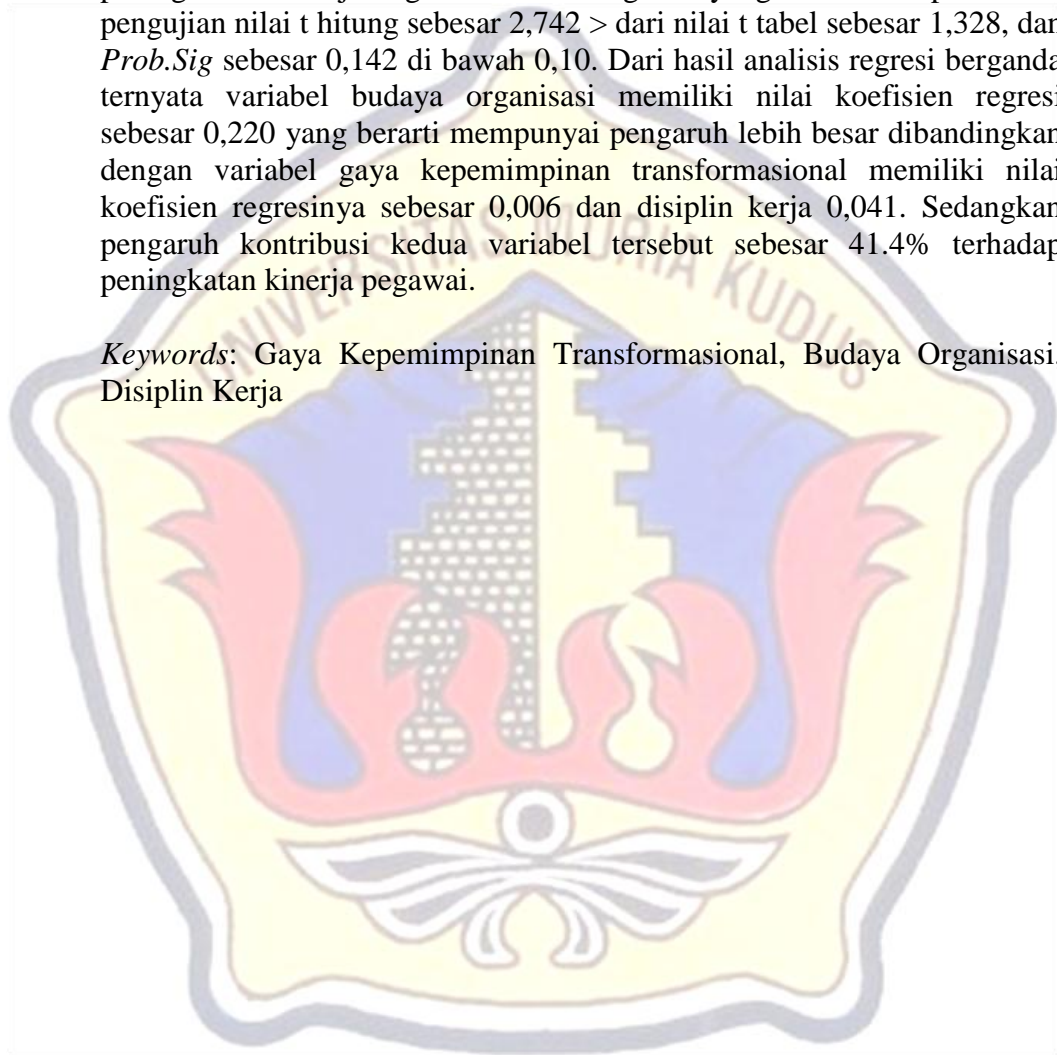 pengujian nilai t hitung sebesar 2,742 > dari nilai t tabel sebesar 1,328, dan
Prob.Sig sebesar 0,142 di bawah 0,10. Dari hasil analisis regresi berganda
ternyata variabel budaya organisasi memiliki nilai koefisien regresi
sebesar 0,220 yang berarti mempunyai pengaruh lebih besar dibandingkan
dengan variabel gaya kepemimpinan transformasional memiliki nilai
koefisien regresinya sebesar 0,006 dan disiplin kerja 0,041. Sedangkan
pengaruh kontribusi kedua variabel tersebut sebesar 41.4% terhadap
peningkatan kinerja pegawai.
Keywords: Gaya Kepemimpinan Transformasional, Budaya Organisasi,
Disiplin Kerja
UNIVERSITAS MURIA KUDUS